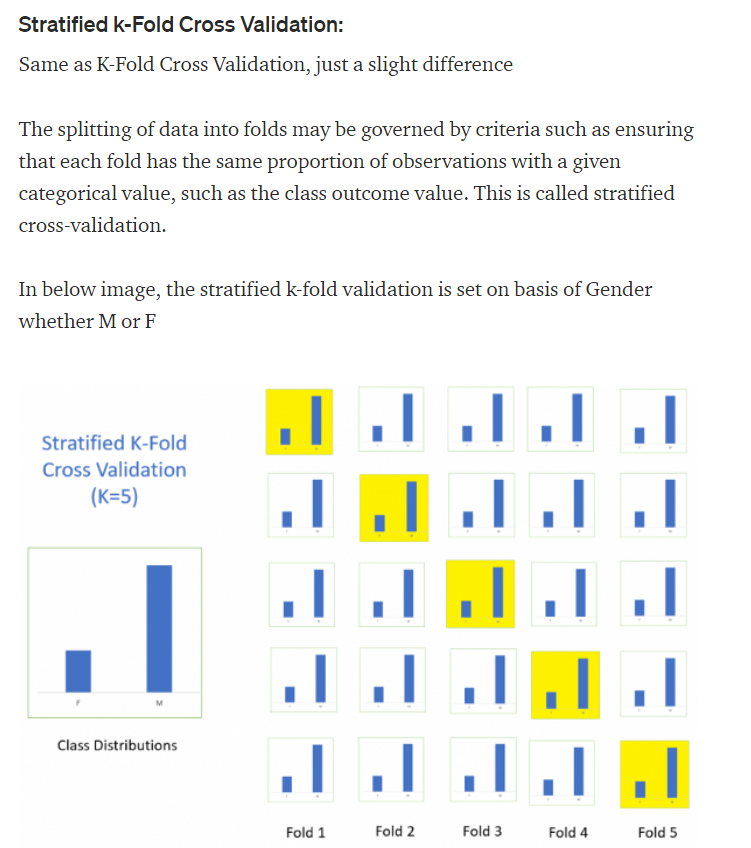 Stratified k-Fold Cross Validation:
Same as K-Fold Cross Validation, just a slight difference
The splitting of data into folds may be governed by criteria such as ensuring
that each fold has the same proportion of observations with a given
categorical value, such as the class outcome value. This is called stratified
cross-validation.
In below image, the stratified k-fold validation is set on basis of Gender
whether M or F
Stratified K-Fold
Cross Validation
(K=5)
F M
Class Distributions
Fold 1 Fold 2 Fold 3 Fold 4 Fold 5